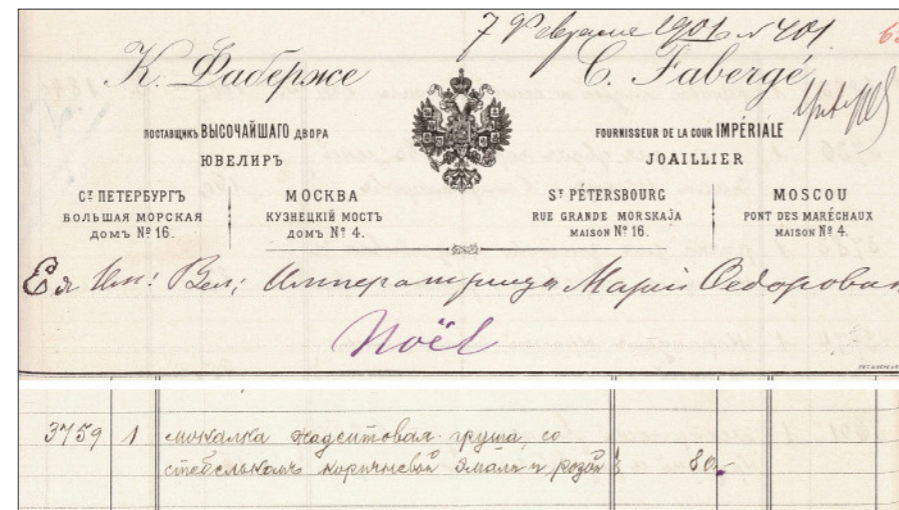 7 Февраля 1901 № 401
К. Фаберже
C. Fabergé
ПОСТАВЩИКЪ ВЫСОЧАЙШАГО ДВОРА
ЮВЕЛИРЪ
FOURNISSEUR DE LA COUR IMPÉRIALE
JOAILLIER
Сᵀ ПЕТЕРБУРГЪ
БОЛЬШАЯ МОРСКАЯ
ДОМЪ № 16.
МОСКВА
КУЗНЕЦКІЙ МОСТЪ
ДОМЪ № 4.
Sᵀ PÉTERSBOURG
RUE GRANDE MORSKAJA
MAISON № 16.
MOSCOU
PONT DES MARÉCHAUX
MAISON № 4.
Ея Имп: Вел: Императрица Марія Ѳедоровна
Noël
3759 1 мокалка надеитовая груша, со
стебелькомъ коричневой эмали и розой 80.-